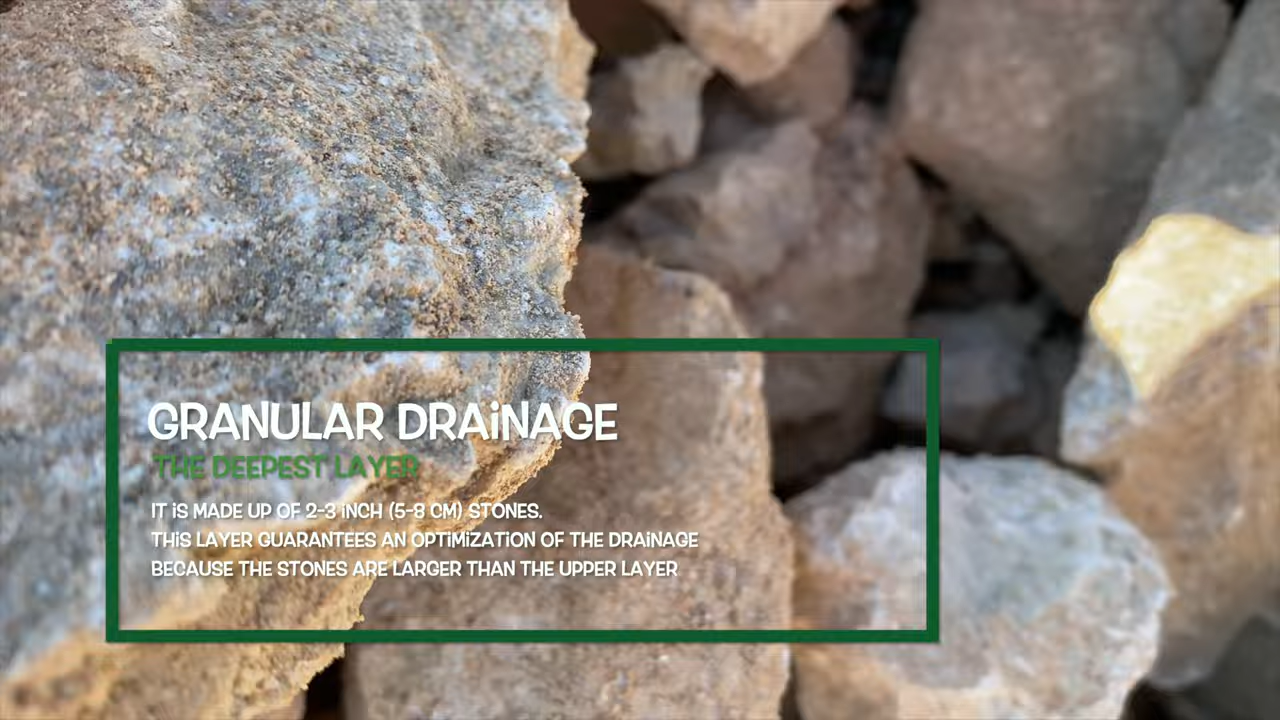 GRANULAR DRAiNAGE
THE DEEPEST LAYER
IT iS MADE UP OF 2-3 iNCH (5-8 CM) STONES.
THiS LAYER GUARANTEES AN OPTiMiZATiON OF THE DRAiNAGE
BECAUSE THE STONES ARE LARGER THAN THE UPPER LAYER